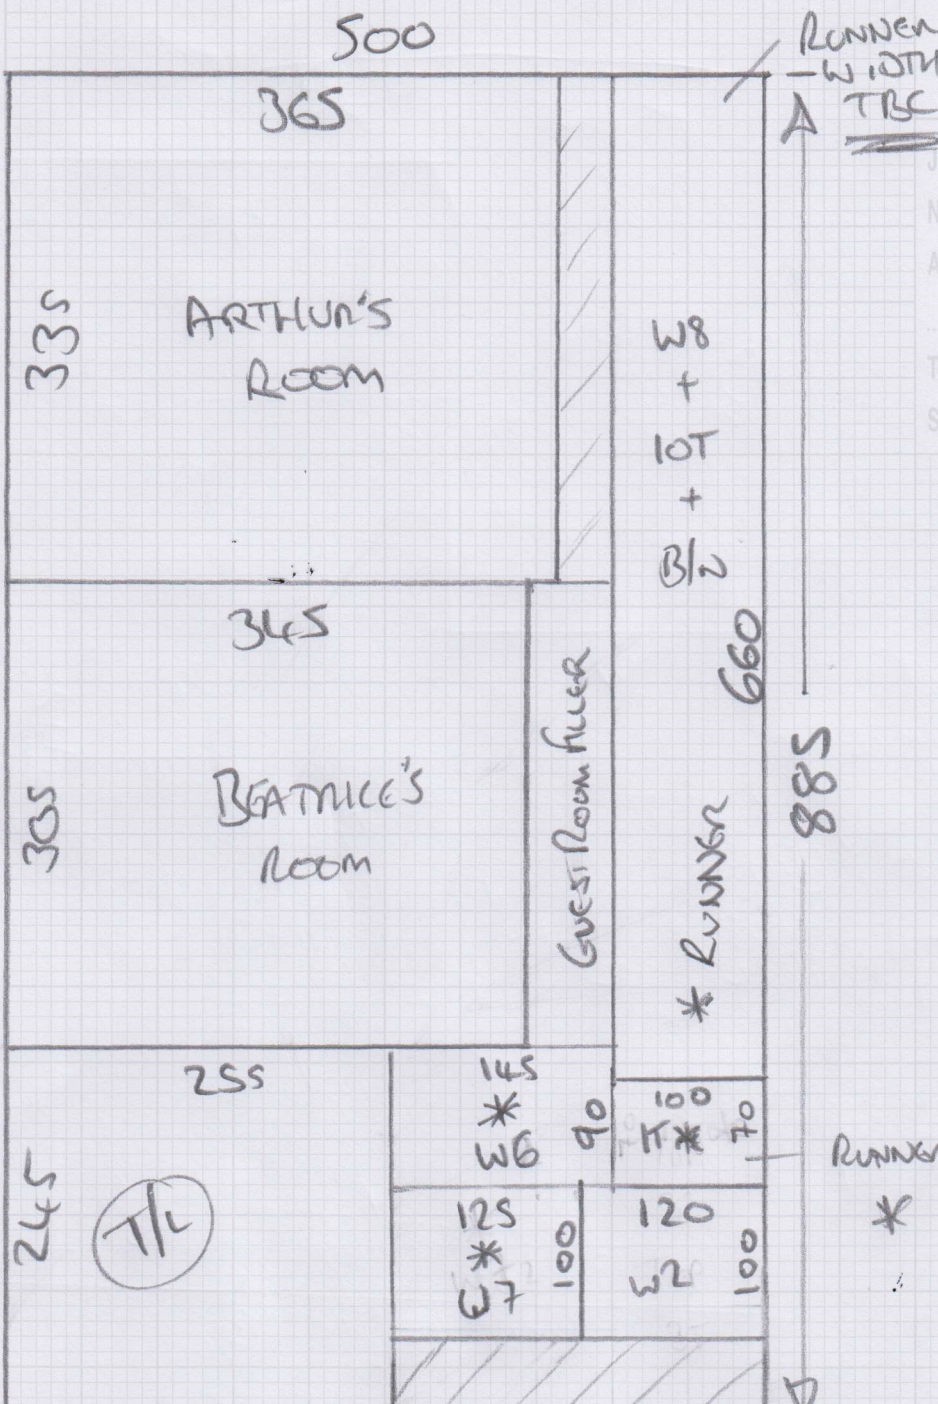 500
RUNNER
- WIDTH
TBC
365
335
ARTHUR'S
ROOM
W8
+
10T
+
B/N
660
345
305
BEATRICE'S
ROOM
GUEST ROOM FILLER
* RUNNER
885
255
245
T/L
145
*
W6
90
100
*
70
RUNNER
*
125
*
W7
100
120
W2
100